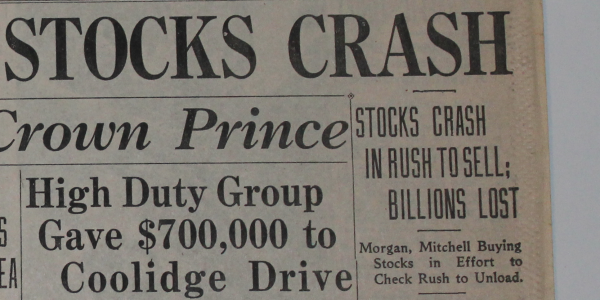 STOCKS CRASH
Crown Prince
High Duty Group
Gave $700,000 to
Coolidge Drive
STOCKS CRASH
IN RUSH TO SELL;
BILLIONS LOST
Morgan, Mitchell Buying
Stocks in Effort to
Check Rush to Unload.